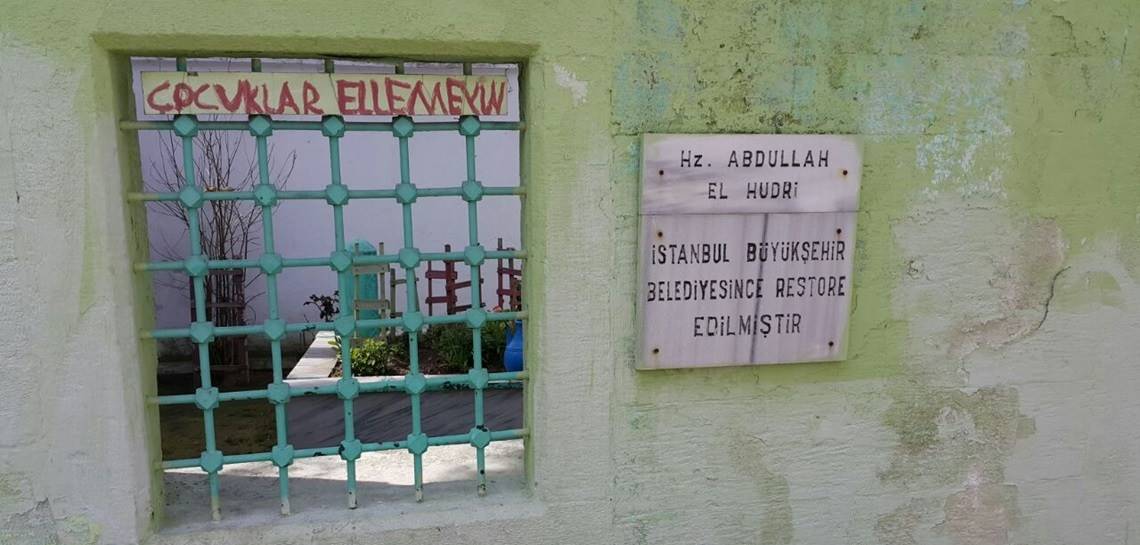 ÇOCUKLAR ELLEMEYİN
Hz. ABDULLAH
EL HUDRİ
İSTANBUL BÜYÜKŞEHİR
BELEDİYESİNCE RESTORE
EDİLMİŞTİR